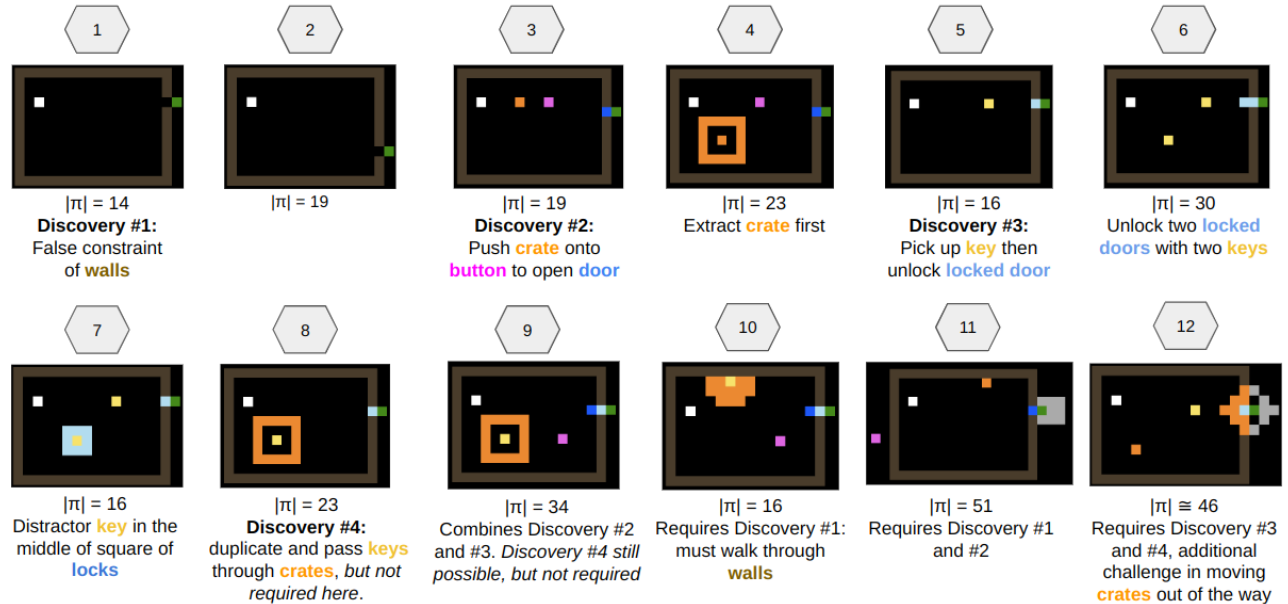 1
2
3
4
5
6
|π| = 14
Discovery #1:
False constraint
of walls
|π| = 19
|π| = 19
Discovery #2:
Push crate onto
button to open door
|π| = 23
Extract crate first
|π| = 16
Discovery #3:
Pick up key then
unlock locked door
|π| = 30
Unlock two locked
doors with two keys
7
8
9
10
11
12
|π| = 16
Distractor key in the
middle of square of
locks
|π| = 23
Discovery #4:
duplicate and pass keys
through crates, but not
required here.
|π| = 34
Combines Discovery #2
and #3. Discovery #4 still
possible, but not required
|π| = 16
Requires Discovery #1:
must walk through
walls
|π| = 51
Requires Discovery #1
and #2
|π| ≅ 46
Requires Discovery #3
and #4, additional
challenge in moving
crates out of the way